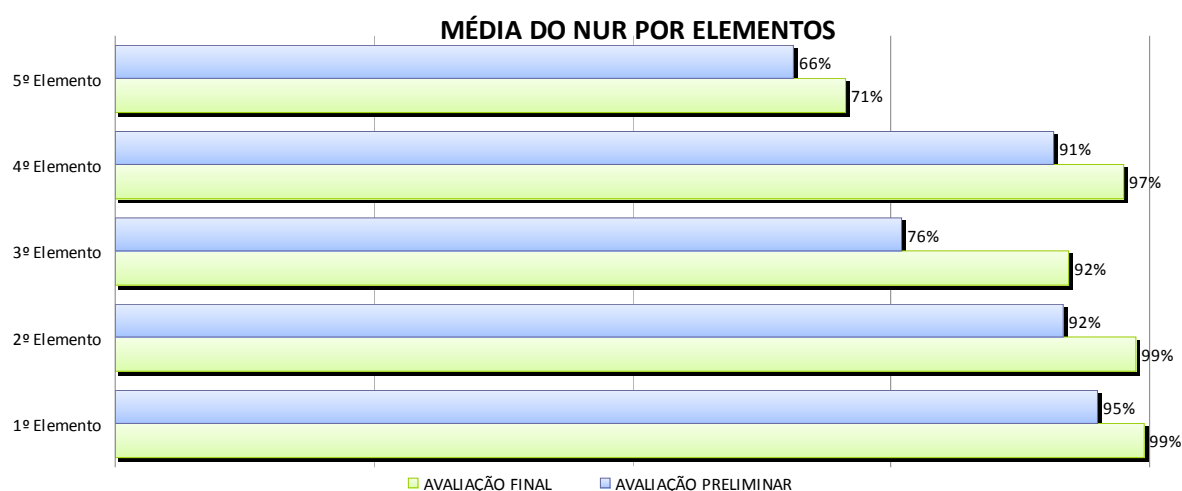 MÉDIA DO NUR POR ELEMENTOS
5º Elemento
66%
71%
4º Elemento
91%
97%
3º Elemento
76%
92%
2º Elemento
92%
99%
1º Elemento
95%
99%
AVALIAÇÃO FINAL AVALIAÇÃO PRELIMINAR